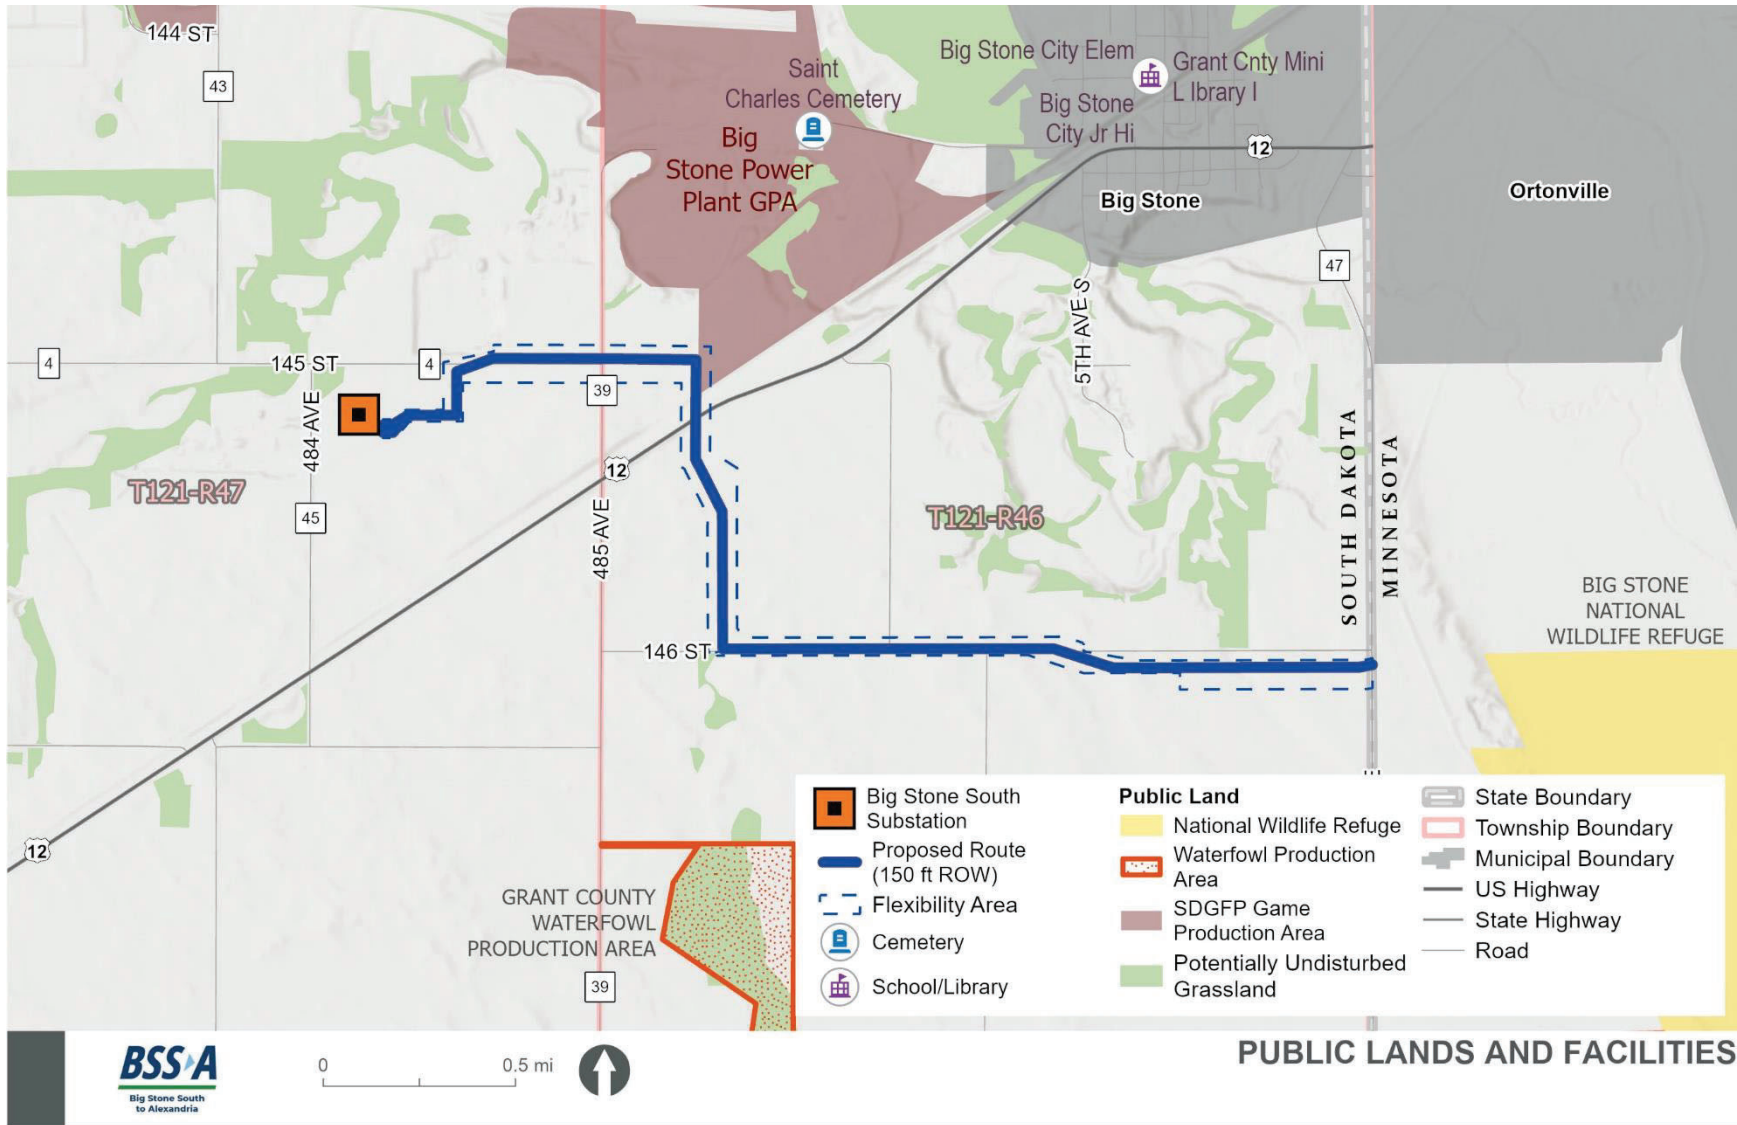 144 ST
43
Saint
Charles Cemetery
Big Stone City Elem
Grant Cnty Mini
L Ibrary I
Big Stone
City Jr Hi
Big
Stone Power
Plant GPA
12
Big Stone
Ortonville
47
5TH AVE S
4
145 ST
4
39
484 AVE
12
T121-R47
45
485 AVE
T121-R46
SOUTH DAKOTA
MINNESOTA
BIG STONE
NATIONAL
WILDLIFE REFUGE
146 ST
12
GRANT COUNTY
WATERFOWL
PRODUCTION AREA
39
Big Stone South
Substation
Proposed Route
(150 ft ROW)
Flexibility Area
Cemetery
School/Library
Public Land
National Wildlife Refuge
Waterfowl Production
Area
SDGFP Game
Production Area
Potentially Undisturbed
Grassland
State Boundary
Township Boundary
Municipal Boundary
US Highway
State Highway
Road
BSSA
Big Stone South
to Alexandria
0 0.5 mi
PUBLIC LANDS AND FACILITIES